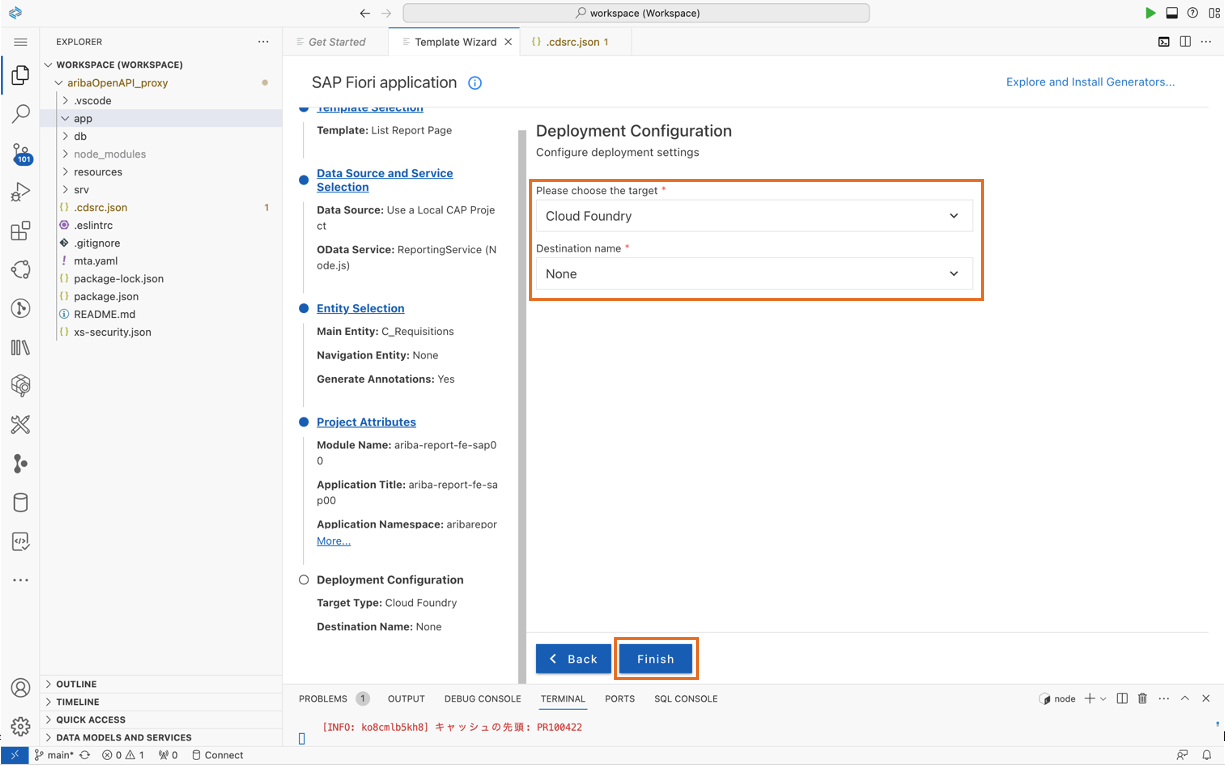 workspace (Workspace)
EXPLORER
WORKSPACE (WORKSPACE)
aribaOpenAPI_proxy
.vscode
app
db
node_modules
resources
srv
{} .cdsrc.json 1
.eslintrc
.gitignore
! mta.yaml
{} package-lock.json
{} package.json
README.md
{} xs-security.json
101
OUTLINE
TIMELINE
QUICK ACCESS
DATA MODELS AND SERVICES
Get Started
Template Wizard
{} .cdsrc.json 1
SAP Fiori application
Explore and Install Generators...
Template Selection
Template: List Report Page
Data Source and Service
Selection
Data Source: Use a Local CAP Proje
ct
OData Service: ReportingService (N
ode.js)
Entity Selection
Main Entity: C_Requisitions
Navigation Entity: None
Generate Annotations: Yes
Project Attributes
Module Name: ariba-report-fe-sap0
0
Application Title: ariba-report-fe-sa
p00
Application Namespace: aribarepor
More...
Deployment Configuration
Target Type: Cloud Foundry
Destination Name: None
Deployment Configuration
Configure deployment settings
Please choose the target *
Cloud Foundry
Destination name *
None
Back
Finish
PROBLEMS 1 OUTPUT DEBUG CONSOLE TERMINAL PORTS SQL CONSOLE
node
[INFO: ko8cmlb5kh8] キャッシュの先頭: PR100422
main* 0 1 0 Connect